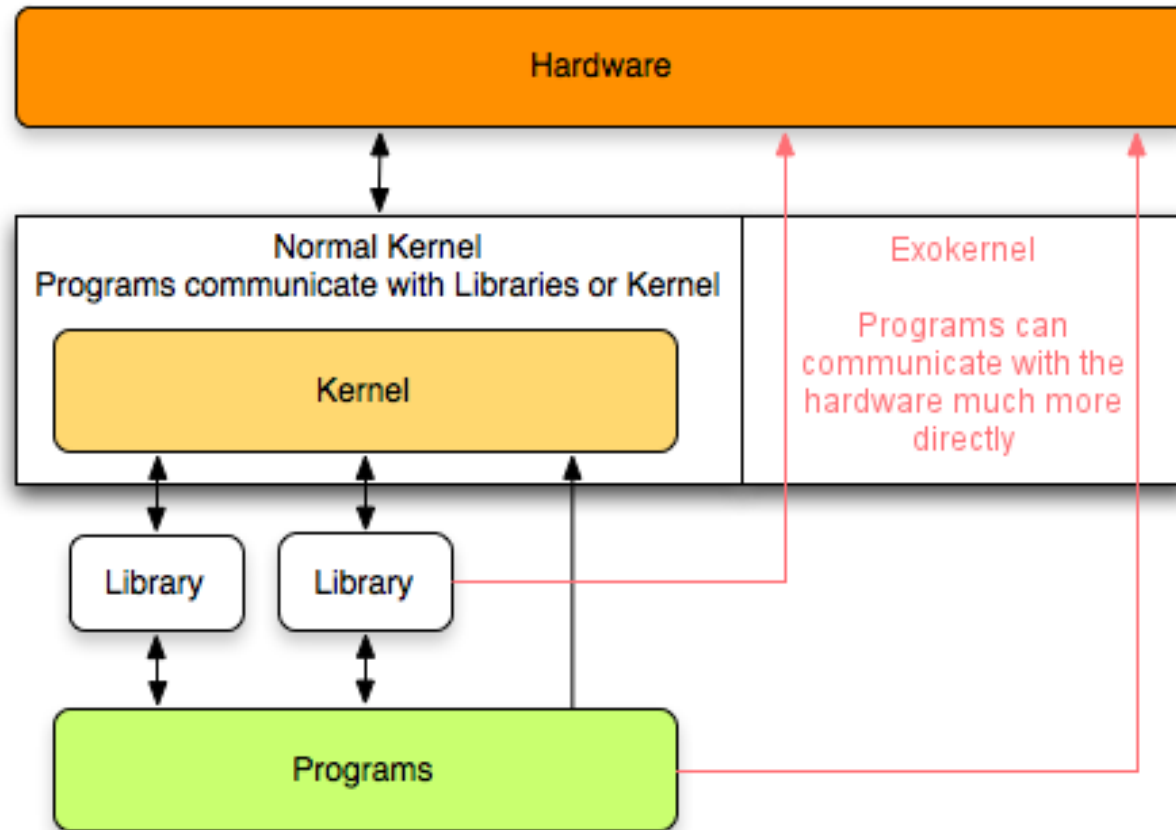 Hardware
Normal Kernel
Programs communicate with Libraries or Kernel
Kernel
Exokernel
Programs can
communicate with the
hardware much more
directly
Library
Library
Programs